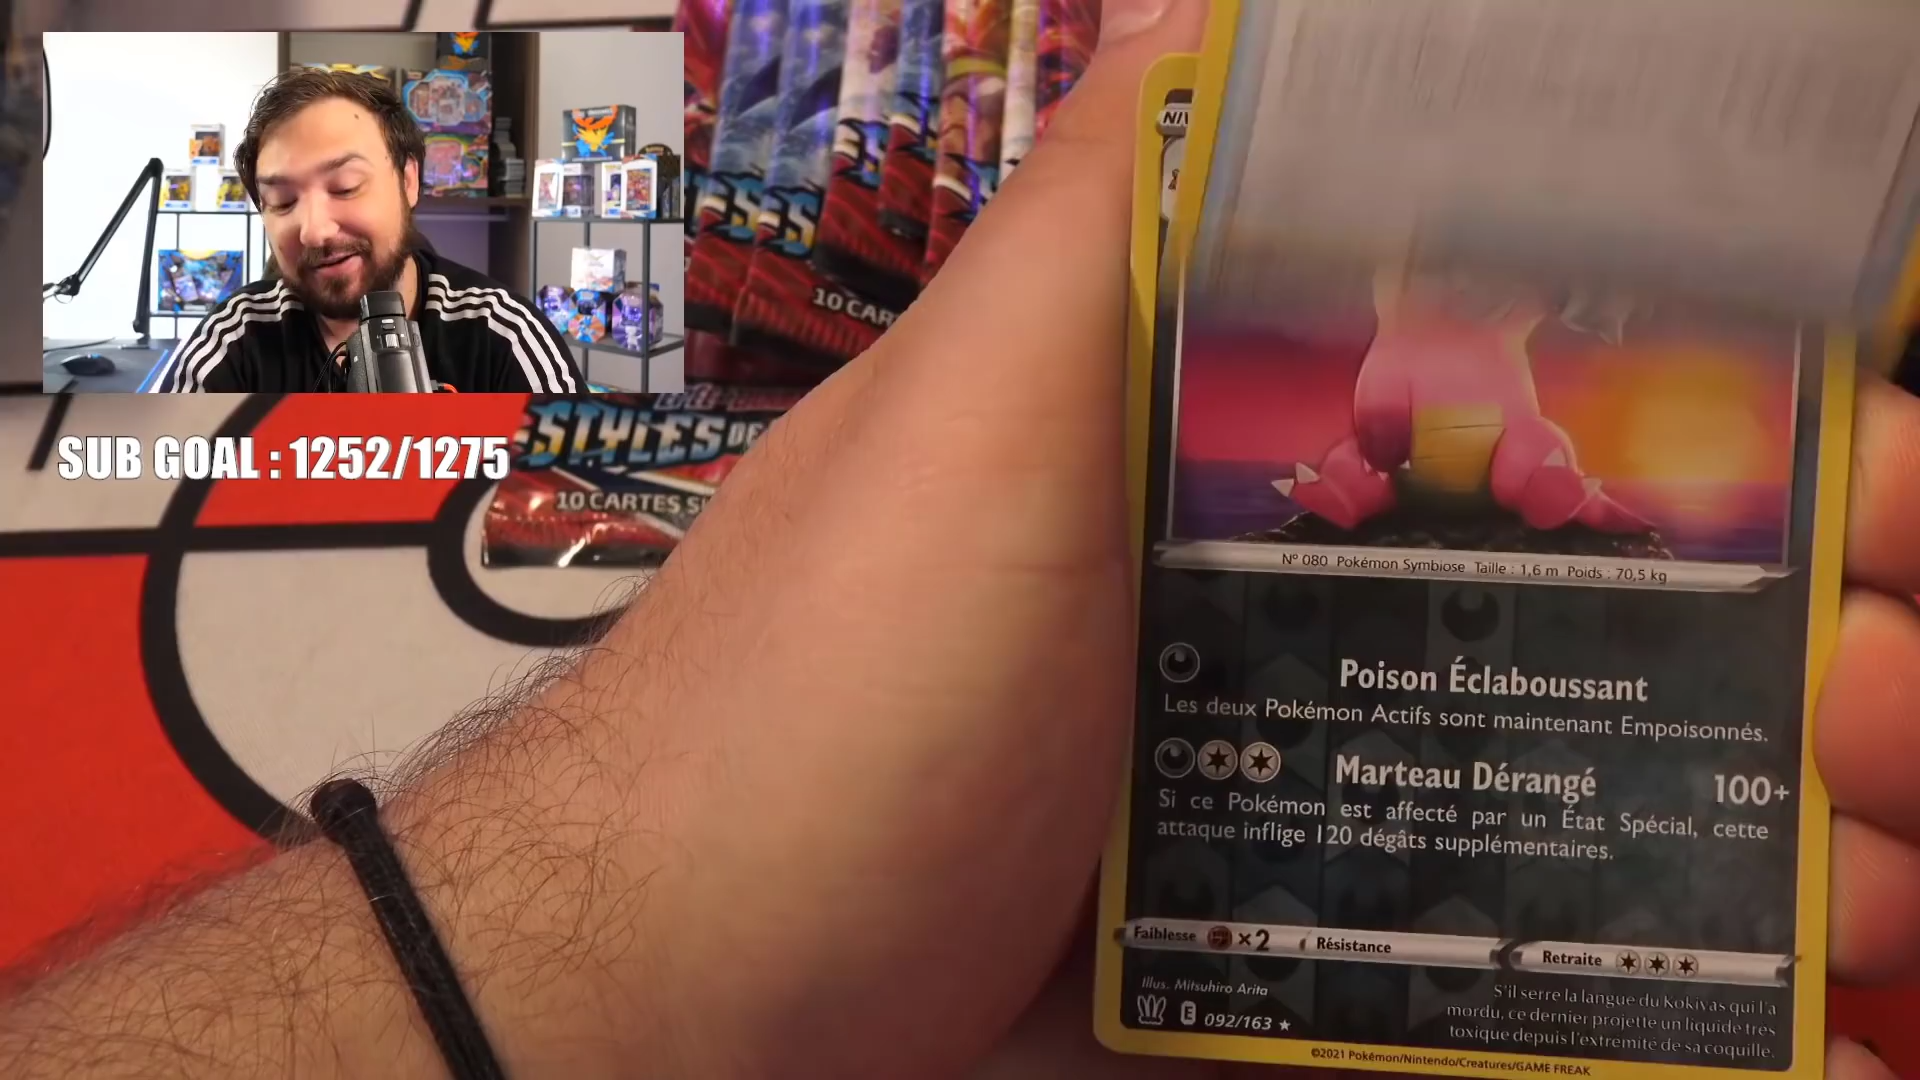 SUB GOAL : 1252/1275
10 CAR
STYLES DE
10 CARTES S
NIV
N° 080 Pokémon Symbiose Taille : 1,6 m Poids : 70,5 kg
Poison Éclaboussant
Les deux Pokémon Actifs sont maintenant Empoisonnés.
Marteau Dérangé 100+
Si ce Pokémon est affecté par un État Spécial, cette
attaque inflige 120 dégâts supplémentaires.
Faiblesse ×2 Résistance Retraite
Illus. Mitsuhiro Arita
E 092/163 ★
S'il serre la langue du Kokiyas qui l'a
mordu, ce dernier projette un liquide très
toxique depuis l'extrémité de sa coquille.
©2021 Pokémon/Nintendo/Creatures/GAME FREAK